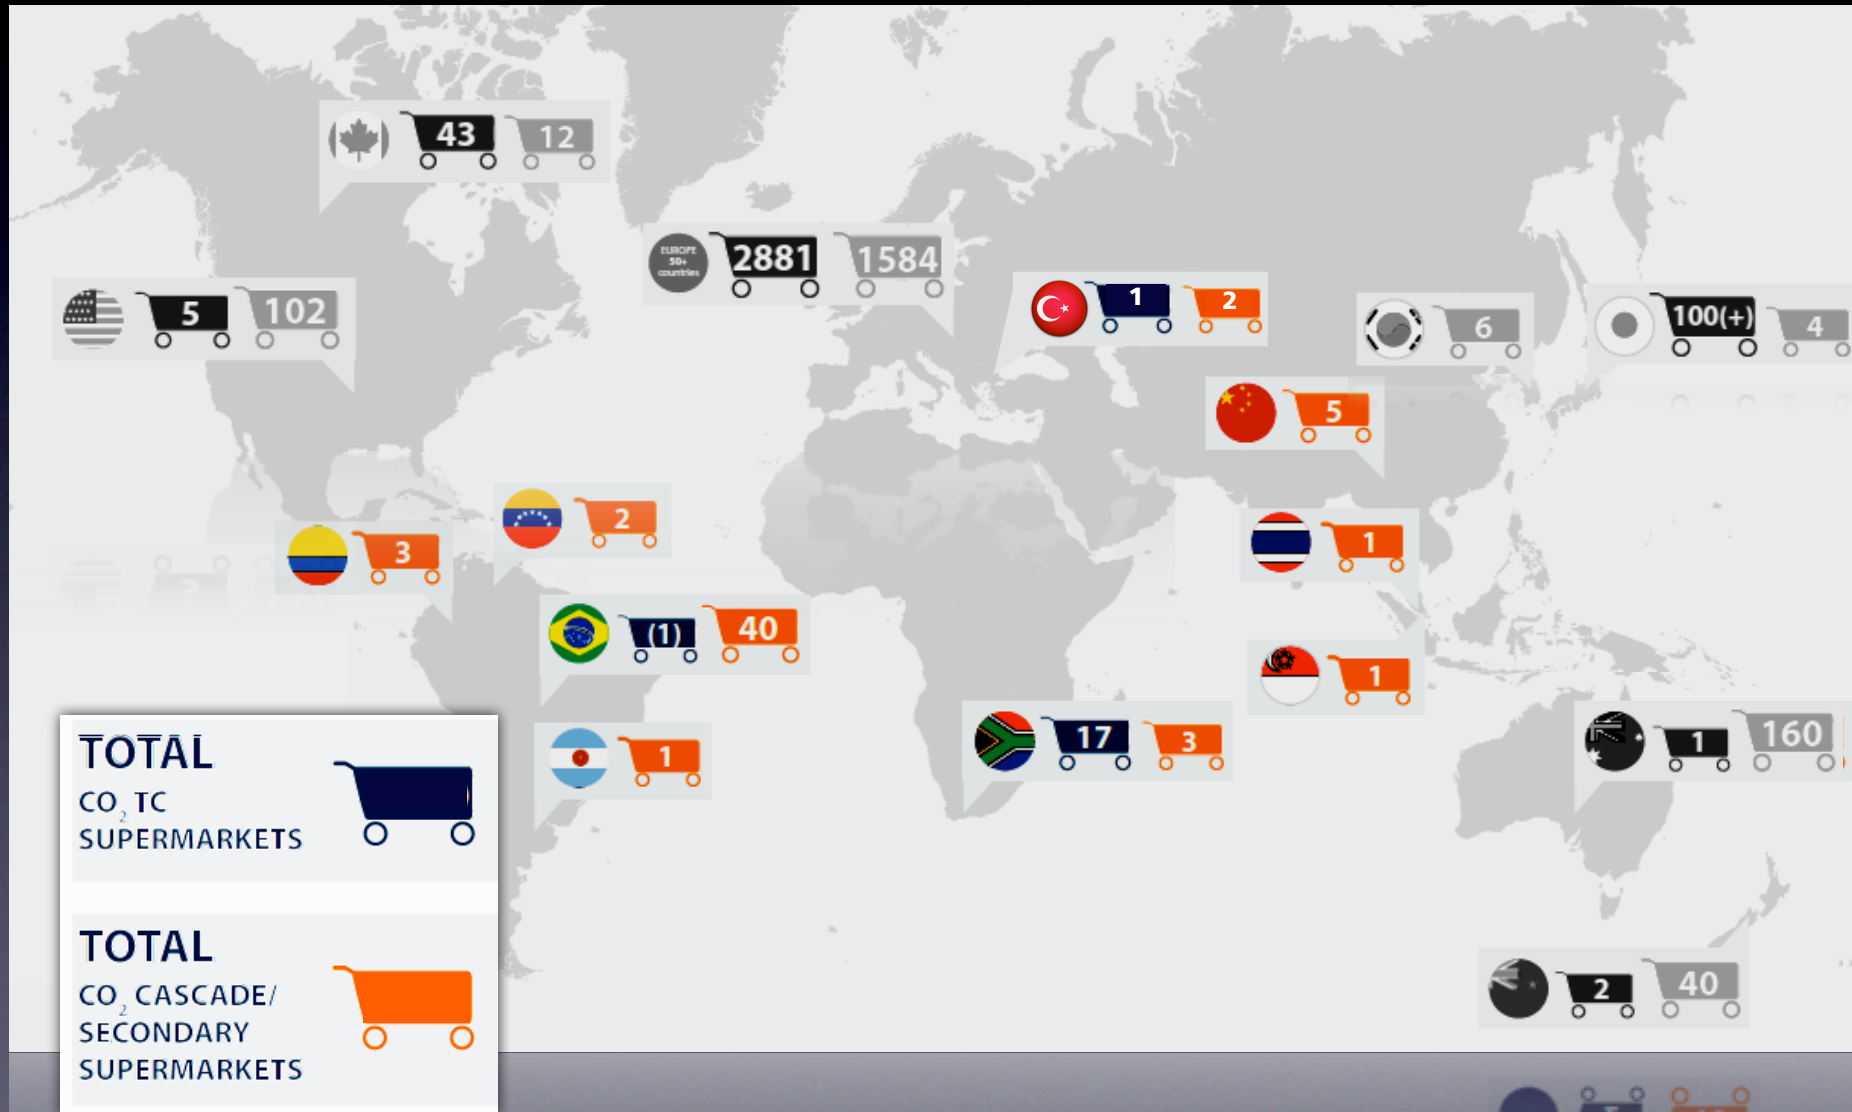 43 12
EUROPE
50+
countries
2881 1584
5 102
1 2
6
100(+) 4
5
2
3
1
(1) 40
1
17 3
1
1 160
2 40
TOTAL
CO2 TC
SUPERMARKETS
TOTAL
CO2 CASCADE/
SECONDARY
SUPERMARKETS